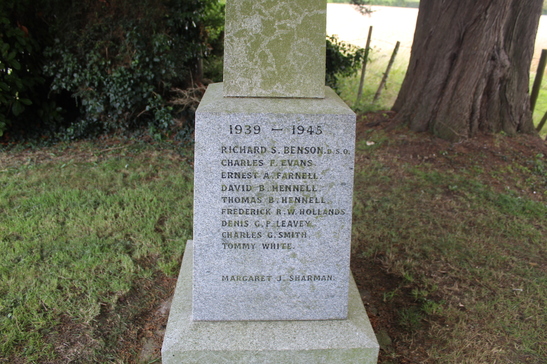 1939 — 1945
RICHARD S. BENSON. D.S.O.
CHARLES F. EVANS.
ERNEST A. FARNELL.
DAVID B. HENNELL.
THOMAS B. HENNELL.
FREDERICK R. W. HOLLANDS.
DENIS G. P. LEAVEY.
CHARLES G. SMITH.
TOMMY WHITE.
MARGARET J. SHARMAN.